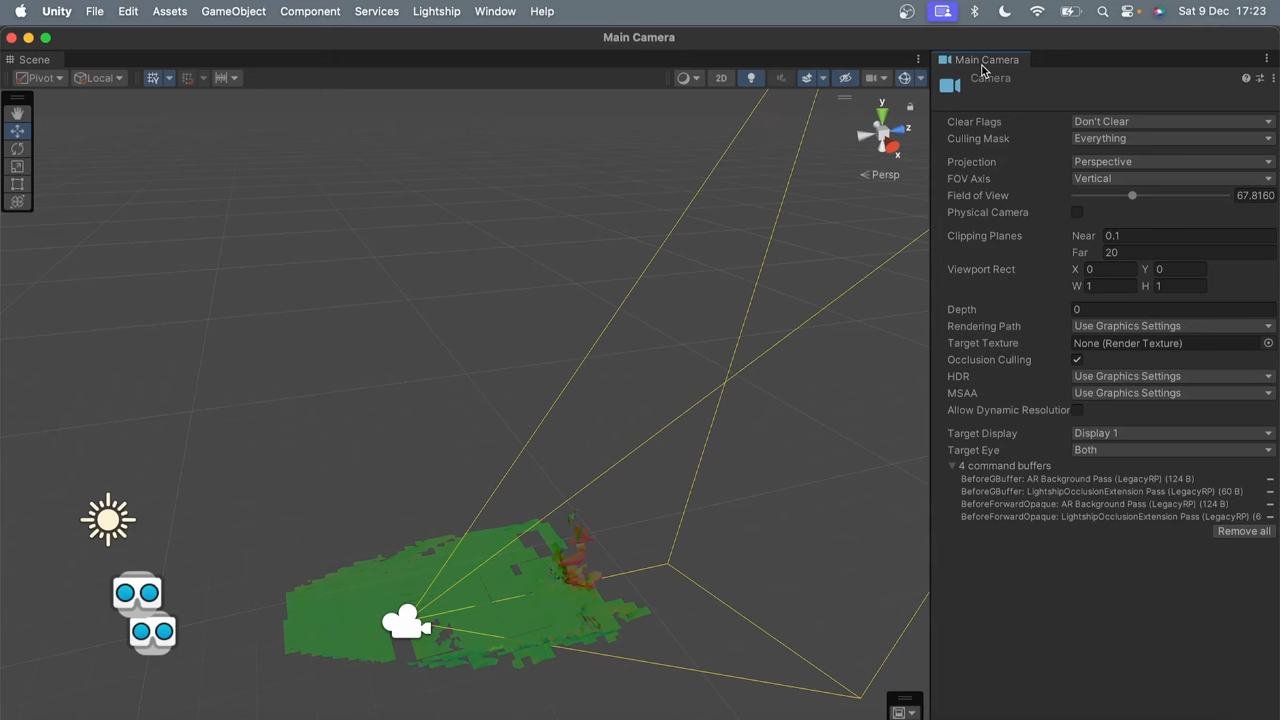 Unity File Edit Assets GameObject Component Services Lightship Window Help Sat 9 Dec 17:23
Main Camera
Scene
Main Camera
Pivot Local 2D
Camera
Clear Flags Don't Clear
Culling Mask Everything
Projection Perspective
FOV Axis Vertical
Field of View 67.8160
Physical Camera
Clipping Planes Near 0.1
Far 20
Viewport Rect X 0 Y 0
W 1 H 1
Depth 0
Rendering Path Use Graphics Settings
Target Texture None (Render Texture)
Occlusion Culling
HDR Use Graphics Settings
MSAA Use Graphics Settings
Allow Dynamic Resolution
Target Display Display 1
Target Eye Both
4 command buffers
BeforeGBuffer: AR Background Pass (LegacyRP) (124 B)
BeforeGBuffer: LightshipOcclusionExtension Pass (LegacyRP) (60 B)
BeforeForwardOpaque: AR Background Pass (LegacyRP) (124 B)
BeforeForwardOpaque: LightshipOcclusionExtension Pass (LegacyRP) (6
Remove all
y
z
x
Persp